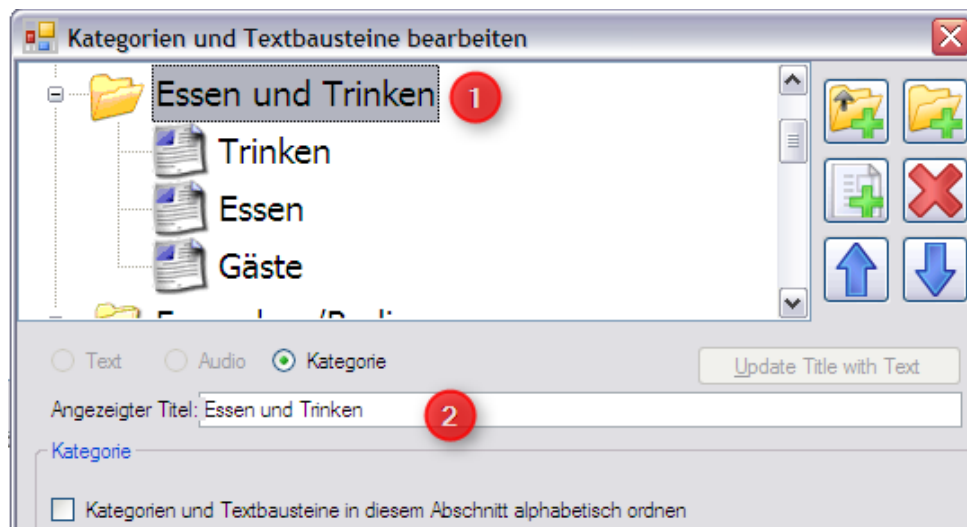 Kategorien und Textbausteine bearbeiten
Essen und Trinken 1
Trinken
Essen
Gäste
Text Audio Kategorie Update Title with Text
Angezeigter Titel: Essen und Trinken 2
Kategorie
Kategorien und Textbausteine in diesem Abschnitt alphabetisch ordnen